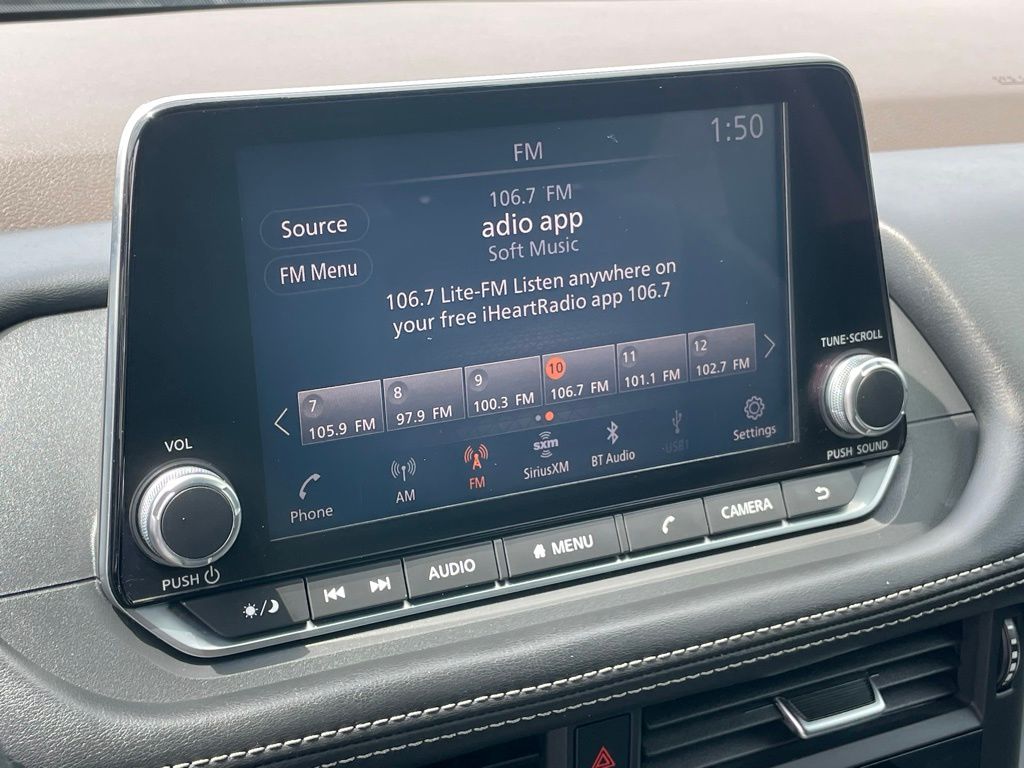 1:50
FM
106.7 FM
adio app
Soft Music
Source
FM Menu
106.7 Lite-FM Listen anywhere on
your free iHeartRadio app 106.7
7
105.9 FM
8
97.9 FM
9
100.3 FM
10
106.7 FM
11
101.1 FM
12
102.7 FM
Phone
AM
FM
sxm
SiriusXM
BT Audio
USB1
Settings
TUNE·SCROLL
PUSH SOUND
VOL
PUSH
AUDIO
MENU
CAMERA